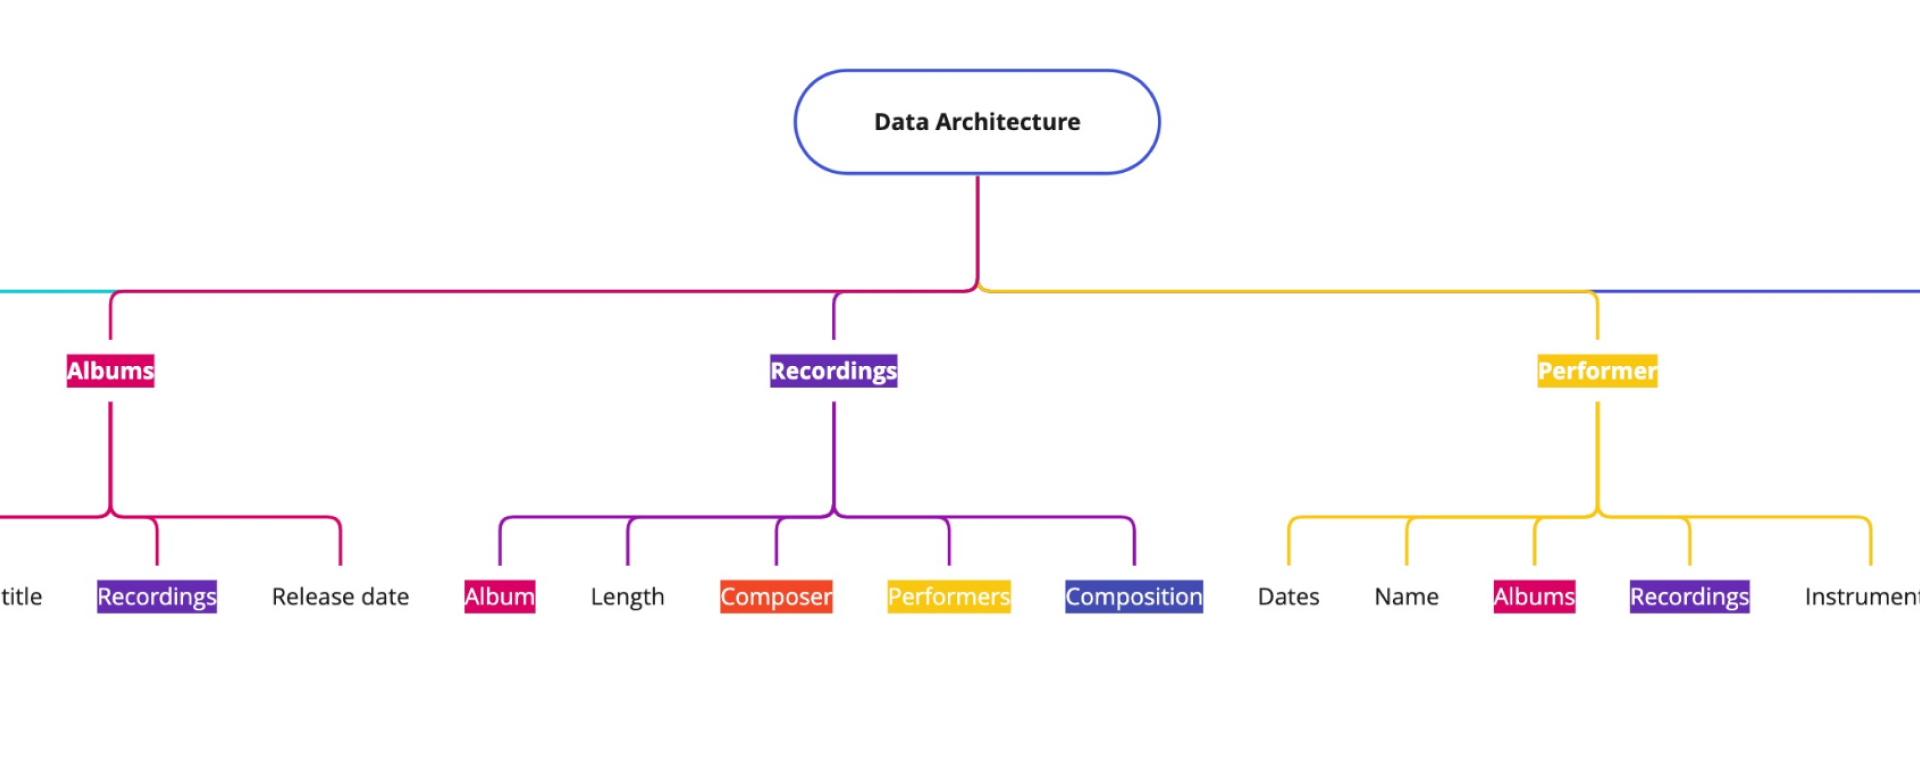 Data Architecture
Albums
Recordings
Performer
title
Recordings
Release date
Album
Length
Composer
Performers
Composition
Dates
Name
Albums
Recordings
Instrument